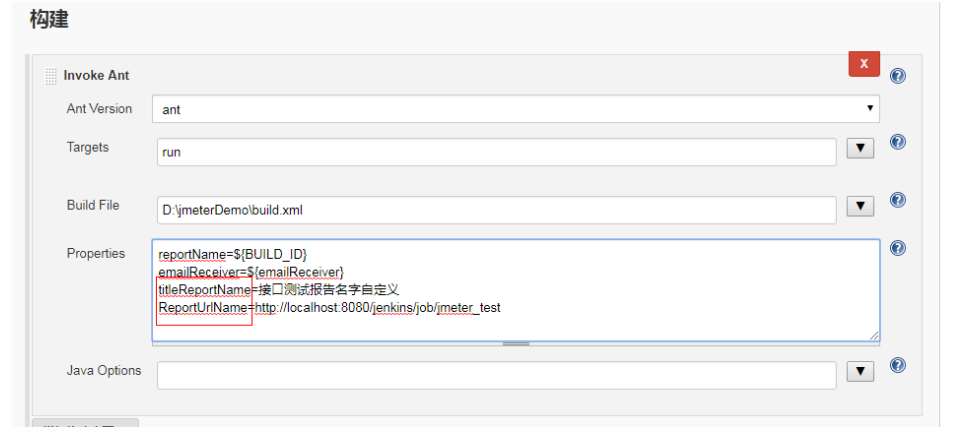 构建
Invoke Ant
X
Ant Version
ant
Targets
run
Build File
D:\jmeterDemo\build.xml
Properties
reportName=${BUILD_ID}
emailReceiver=${emailReceiver}
titleReportName=接口测试报告名字自定义
ReportUrlName=http://localhost:8080/jenkins/job/jmeter_test
Java Options